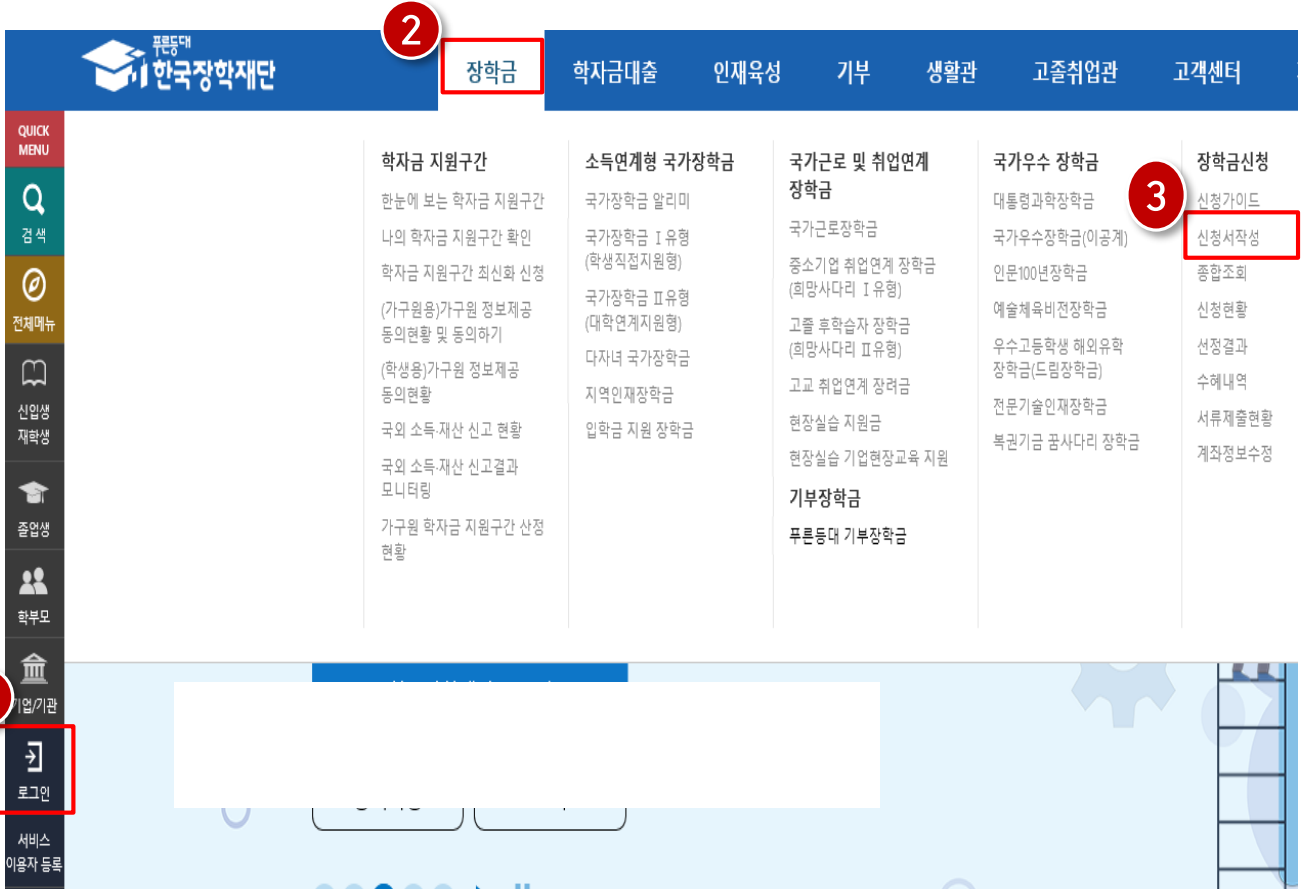 2
푸른등대
한국장학재단
장학금
학자금대출
인재육성
기부
생활관
고졸취업관
고객센터
QUICK
MENU
검색
전체메뉴
신입생
재학생
졸업생
학부모
기업/기관
로그인
서비스
이용자 등록
학자금 지원구간
한눈에 보는 학자금 지원구간
나의 학자금 지원구간 확인
학자금 지원구간 최신화 신청
(가구원용)가구원 정보제공
동의현황 및 동의하기
(학생용)가구원 정보제공
동의현황
국외 소득·재산 신고 현황
국외 소득·재산 신고결과
모니터링
가구원 학자금 지원구간 산정
현황
소득연계형 국가장학금
국가장학금 알리미
국가장학금 Ⅰ유형
(학생직접지원형)
국가장학금 Ⅱ유형
(대학연계지원형)
다자녀 국가장학금
지역인재장학금
입학금 지원 장학금
국가근로 및 취업연계
장학금
국가근로장학금
중소기업 취업연계 장학금
(희망사다리 Ⅰ유형)
고졸 후학습자 장학금
(희망사다리 Ⅱ유형)
고교 취업연계 장려금
현장실습 지원금
현장실습 기업현장교육 지원
기부장학금
푸른등대 기부장학금
국가우수 장학금
대통령과학장학금
국가우수장학금(이공계)
인문100년장학금
예술체육비전장학금
우수고등학생 해외유학
장학금(드림장학금)
전문기술인재장학금
복권기금 꿈사다리 장학금
3
장학금신청
신청가이드
신청서작성
종합조회
신청현황
선정결과
수혜내역
서류제출현황
계좌정보수정